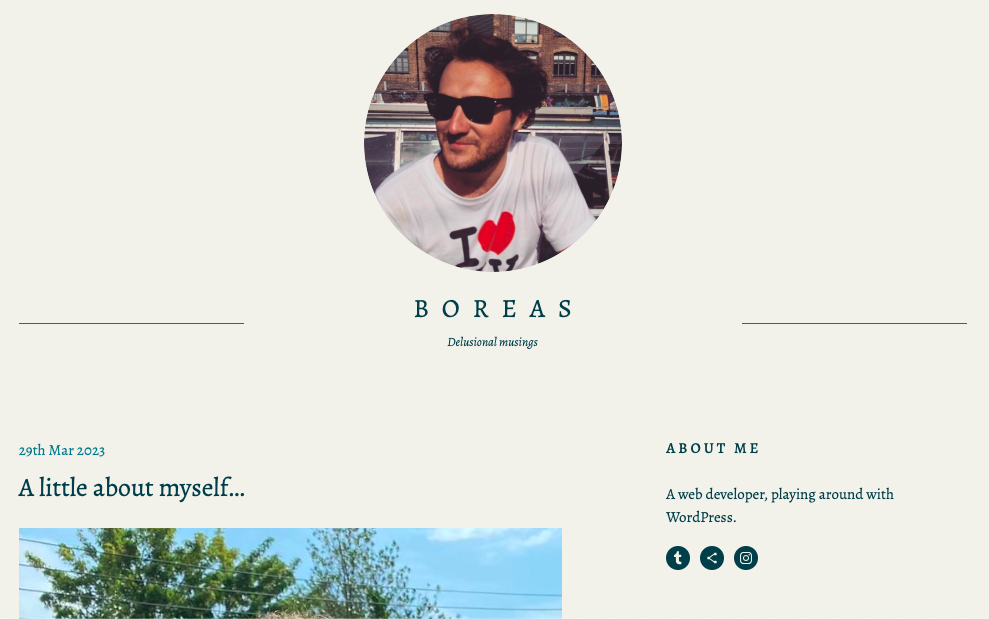 I
BOREAS
Delusional musings
29th Mar 2023
A little about myself...
ABOUT ME
A web developer, playing around with
WordPress.